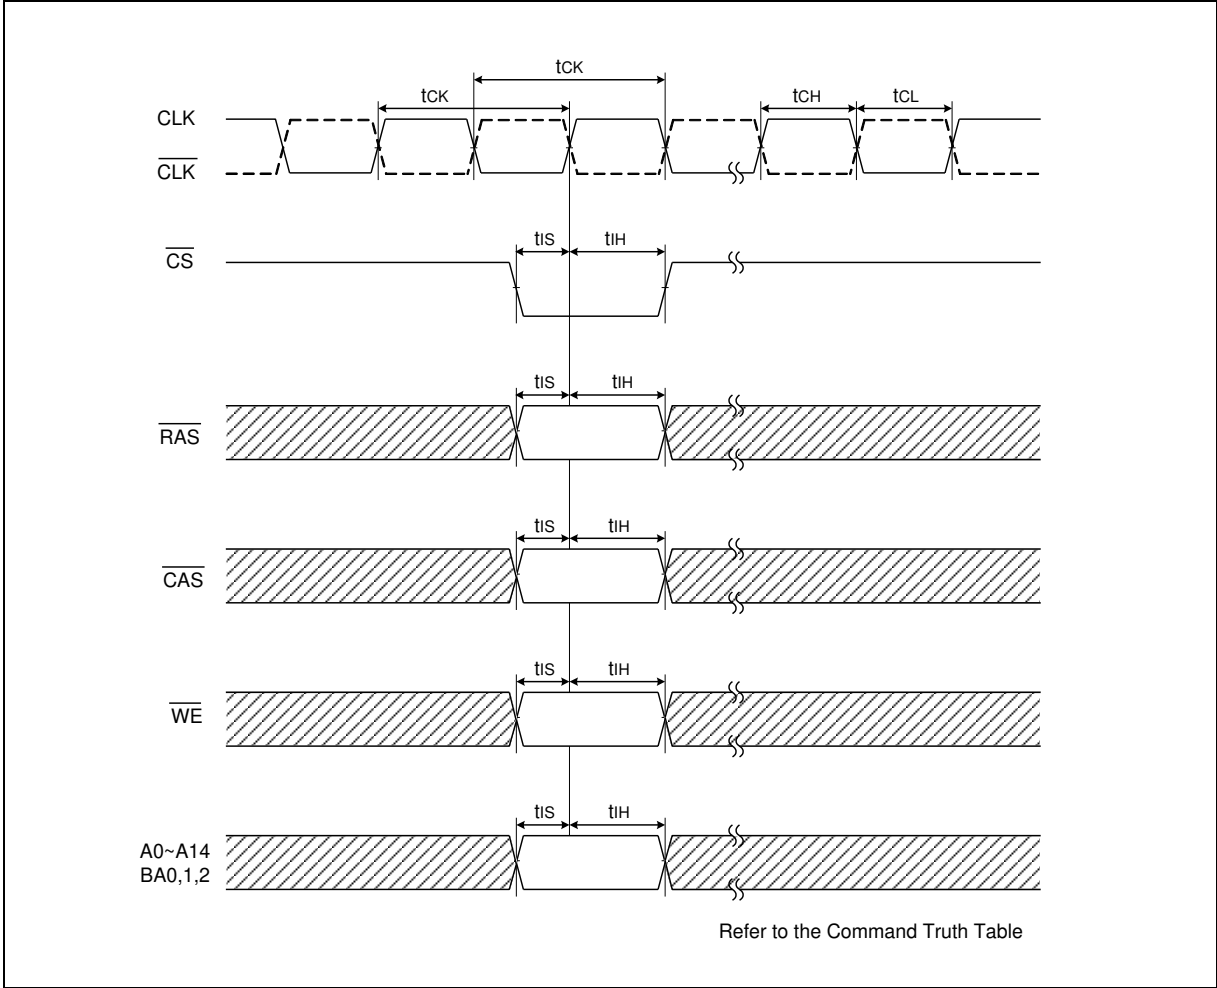 tCK
tCK
tCH
tCL
CLK
CLK
tIS
tIH
CS
tIS
tIH
RAS
tIS
tIH
CAS
tIS
tIH
WE
tIS
tIH
A0~A14
BA0,1,2
Refer to the Command Truth Table